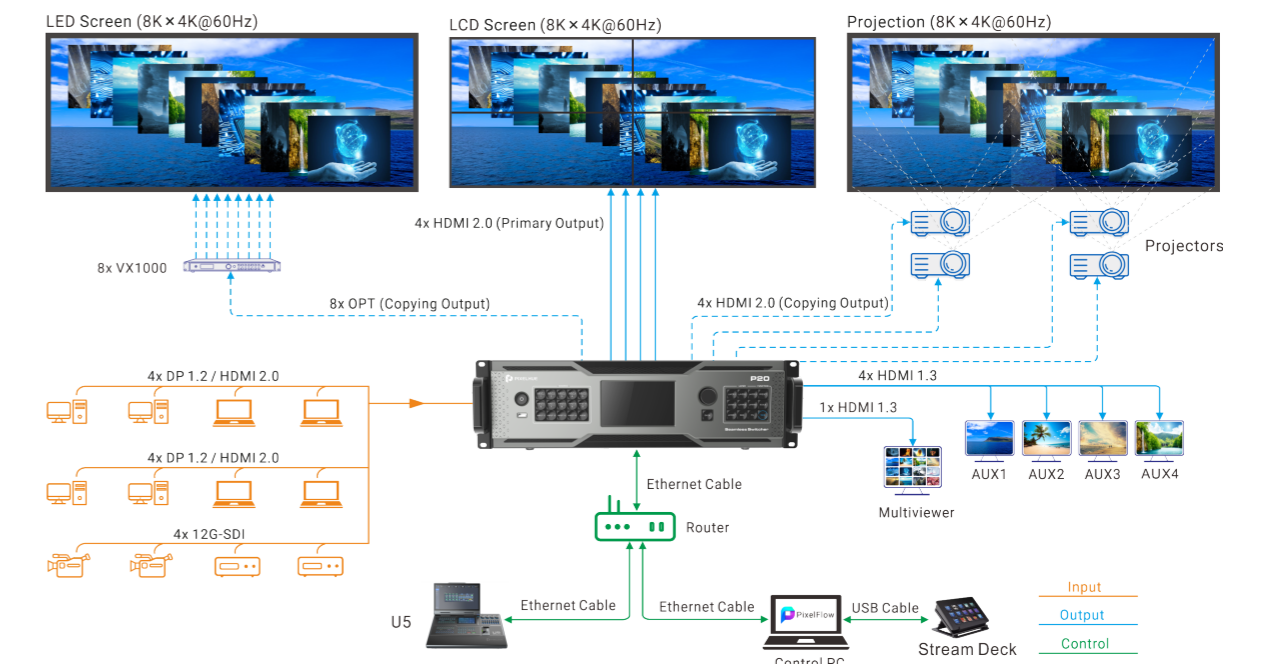 LED Screen (8K×4K@60Hz)
LCD Screen (8K×4K@60Hz)
Projection (8K×4K@60Hz)
4x HDMI 2.0 (Primary Output)
8x VX1000
Projectors
8x OPT (Copying Output)
4x HDMI 2.0 (Copying Output)
4x DP 1.2 / HDMI 2.0
4x HDMI 1.3
P20
1x HDMI 1.3
Seamless Switcher
4x DP 1.2 / HDMI 2.0
AUX1
AUX2
AUX3
AUX4
Ethernet Cable
Multiviewer
Router
4x 12G-SDI
Input
Ethernet Cable
Ethernet Cable
USB Cable
PixelFlow
Output
U5
Control
Stream Deck
Control PC